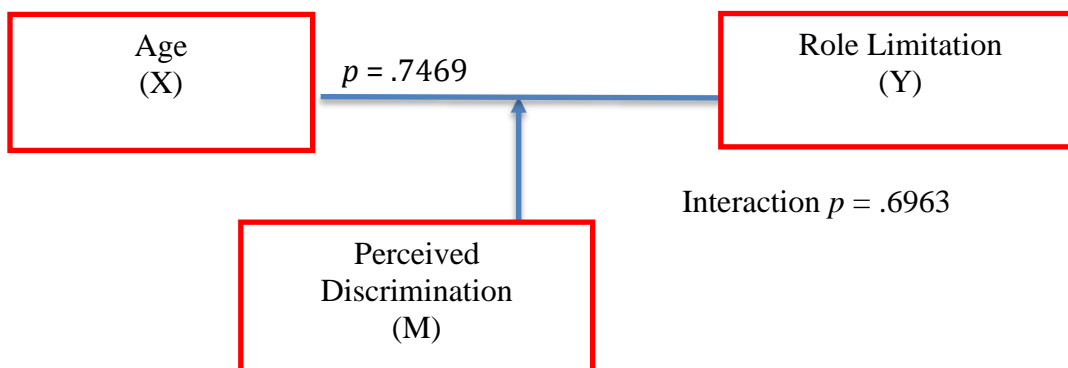 Age
(X)
p = .7469
Role Limitation
(Y)
Interaction p = .6963
Perceived
Discrimination
(M)